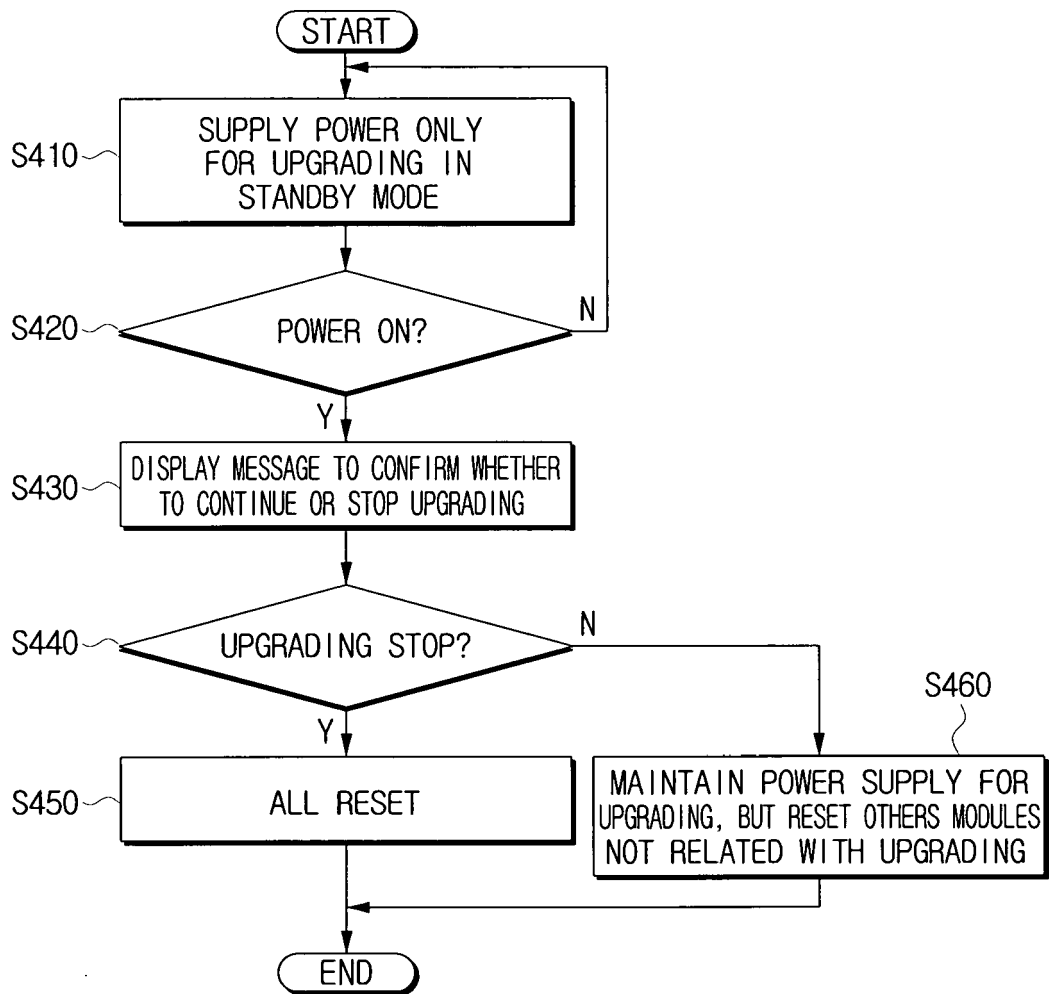 START
S410
SUPPLY POWER ONLY
FOR UPGRADING IN
STANDBY MODE
S420
POWER ON?
N
Y
S430
DISPLAY MESSAGE TO CONFIRM WHETHER
TO CONTINUE OR STOP UPGRADING
S440
UPGRADING STOP?
N
Y
S460
S450
ALL RESET
MAINTAIN POWER SUPPLY FOR
UPGRADING, BUT RESET OTHERS MODULES
NOT RELATED WITH UPGRADING
END